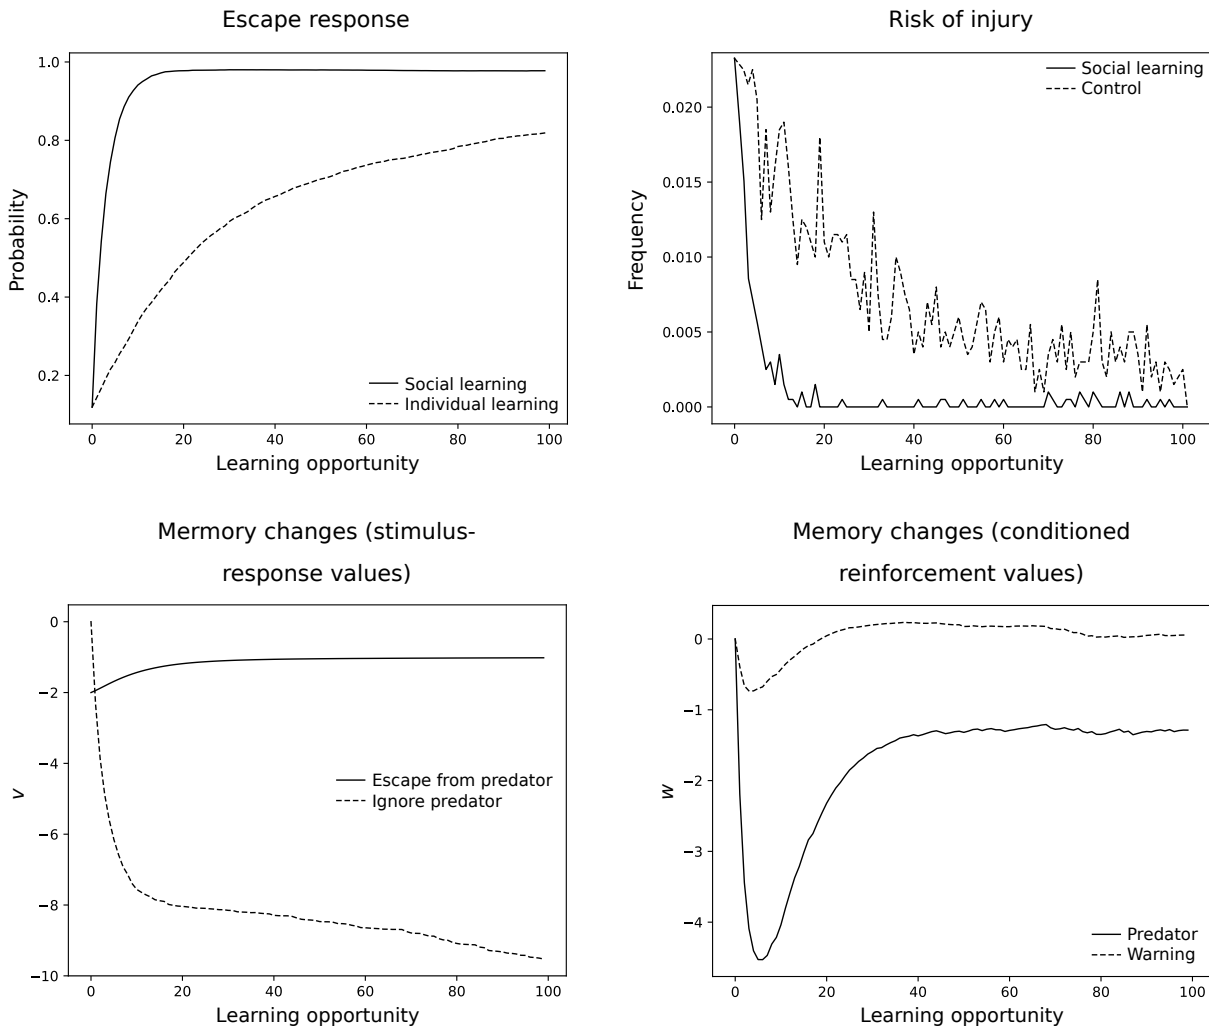 Escape response
1.0
0.8
0.6
0.4
0.2
Probability
Social learning
Individual learning
0 20 40 60 80 100
Learning opportunity
Risk of injury
Social learning
Control
0.020
0.015
0.010
0.005
0.000
Frequency
0 20 40 60 80 100
Learning opportunity
Mermory changes (stimulus-
response values)
0
−2
−4
−6
−8
−10
v
Escape from predator
Ignore predator
0 20 40 60 80 100
Learning opportunity
Memory changes (conditioned
reinforcement values)
0
−1
−2
−3
−4
w
Predator
Warning
0 20 40 60 80 100
Learning opportunity